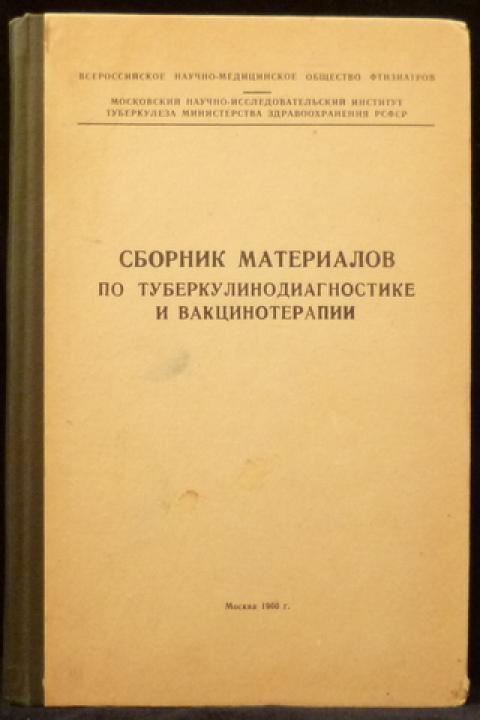 ВСЕРОССИЙСКОЕ НАУЧНО-МЕДИЦИНСКОЕ ОБЩЕСТВО ФТИЗИАТРОВ
МОСКОВСКИЙ НАУЧНО-ИССЛЕДОВАТЕЛЬСКИЙ ИНСТИТУТ
ТУБЕРКУЛЕЗА МИНИСТЕРСТВА ЗДРАВООХРАНЕНИЯ РСФСР
СБОРНИК МАТЕРИАЛОВ
ПО ТУБЕРКУЛИНОДИАГНОСТИКЕ
И ВАКЦИНОТЕРАПИИ
Москва 1960 г.